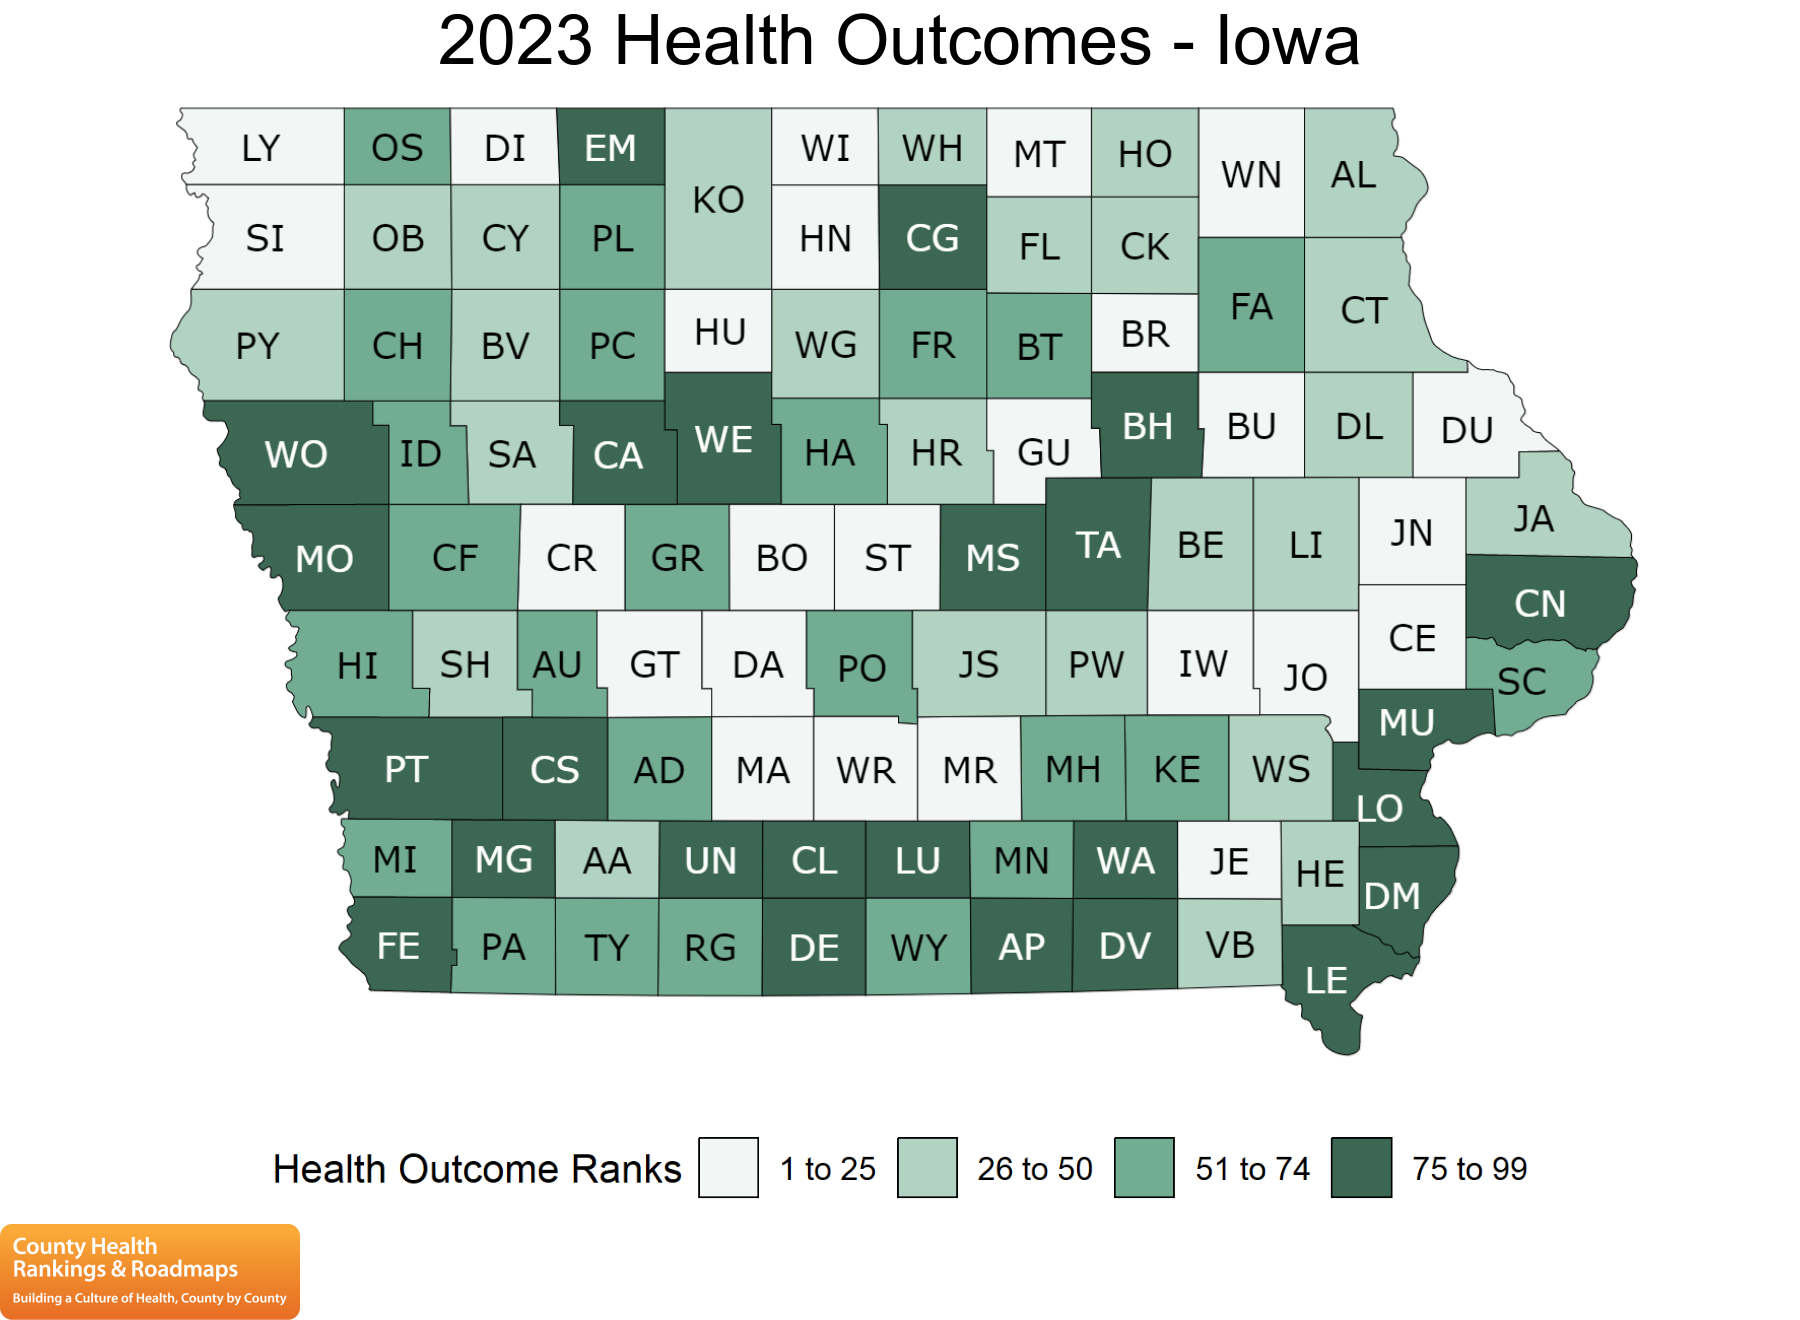 2023 Health Outcomes - Iowa
LY OS DI EM KO WI WH MT HO WN AL
SI OB CY PL HN CG FL CK FA CT
PY CH BV PC HU WG FR BT BR
WO ID SA CA WE HA HR GU BH BU DL DU
MO CF CR GR BO ST MS TA BE LI JN JA
HI SH AU GT DA PO JS PW IW JO CE CN
SC
PT CS AD MA WR MR MH KE WS MU
LO
MI MG AA UN CL LU MN WA JE HE DM
FE PA TY RG DE WY AP DV VB LE
Health Outcome Ranks 1 to 25 26 to 50 51 to 74 75 to 99
County Health
Rankings & Roadmaps
Building a Culture of Health, County by County